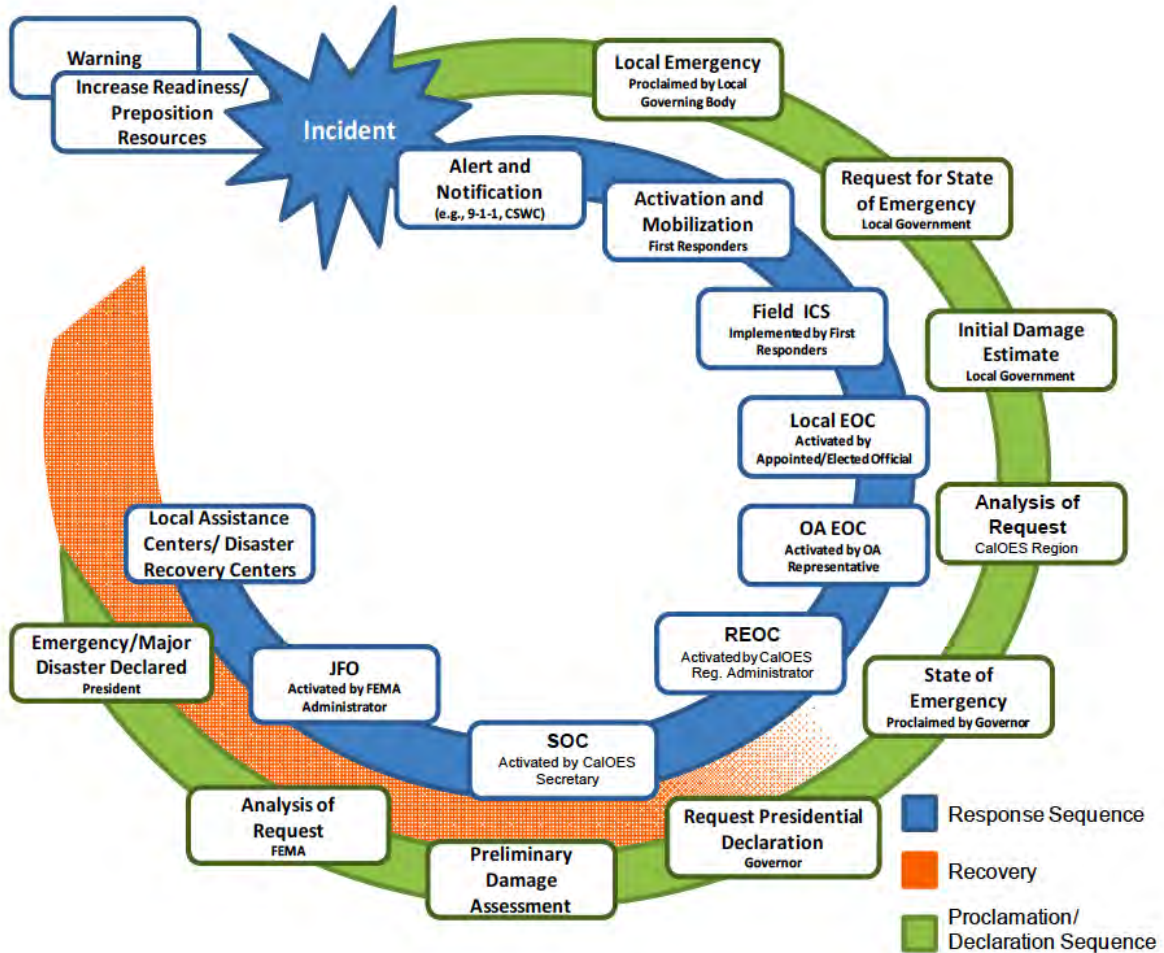 Warning
Increase Readiness/
Preposition
Resources
Incident
Alert and
Notification
(e.g., 9-1-1, CSWC)
Activation and
Mobilization
First Responders
Field ICS
Implemented by First
Responders
Local EOC
Activated by
Appointed/Elected Official
OA EOC
Activated by OA
Representative
REOC
Activated by CalOES
Reg. Administrator
SOC
Activated by CalOES
Secretary
JFO
Activated by FEMA
Administrator
Local Assistance
Centers/ Disaster
Recovery Centers
Local Emergency
Proclaimed by Local
Governing Body
Request for State
of Emergency
Local Government
Initial Damage
Estimate
Local Government
Analysis of
Request
CalOES Region
State of
Emergency
Proclaimed by Governor
Request Presidential
Declaration
Governor
Preliminary
Damage
Assessment
Analysis of
Request
FEMA
Emergency/Major
Disaster Declared
President
Response Sequence
Recovery
Proclamation/
Declaration Sequence